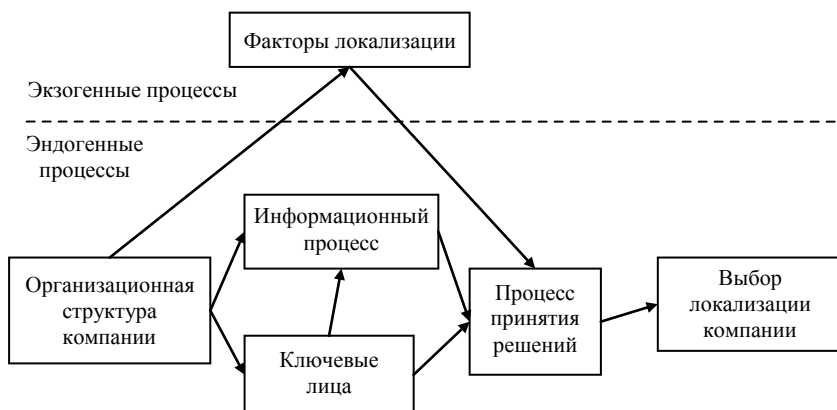 Факторы локализации
Экзогенные процессы
Эндогенные
процессы
Информационный
процесс
Организационная
структура
компании
Ключевые
лица
Процесс
принятия
решений
Выбор
локализации
компании